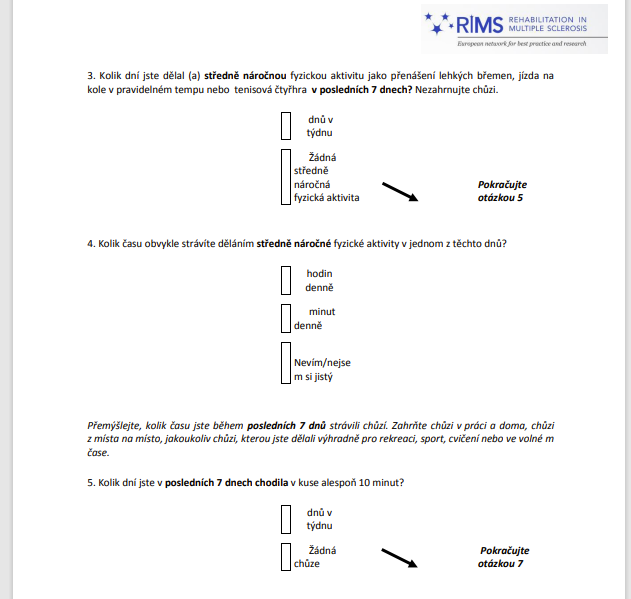 RIMS REHABILITATION IN
MULTIPLE SCLEROSIS
European network for best practice and research
3. Kolik dní jste dělal (a) středně náročnou fyzickou aktivitu jako přenášení lehkých břemen, jízda na
kole v pravidelném tempu nebo tenisová čtyřhra v posledních 7 dnech? Nezahrnujte chůzi.
dnů v
týdnu
Žádná
středně
náročná
fyzická aktivita
Pokračujte
otázkou 5
4. Kolik času obvykle strávíte děláním středně náročné fyzické aktivity v jednom z těchto dnů?
hodin
denně
minut
denně
Nevím/nejse
m si jistý
Přemýšlejte, kolik času jste během posledních 7 dnů strávili chůzí. Zahrňte chůzi v práci a doma, chůzi
z místa na místo, jakoukoliv chůzi, kterou jste dělali výhradně pro rekreaci, sport, cvičení nebo ve volné m
čase.
5. Kolik dní jste v posledních 7 dnech chodila v kuse alespoň 10 minut?
dnů v
týdnu
Žádná
chůze
Pokračujte
otázkou 7